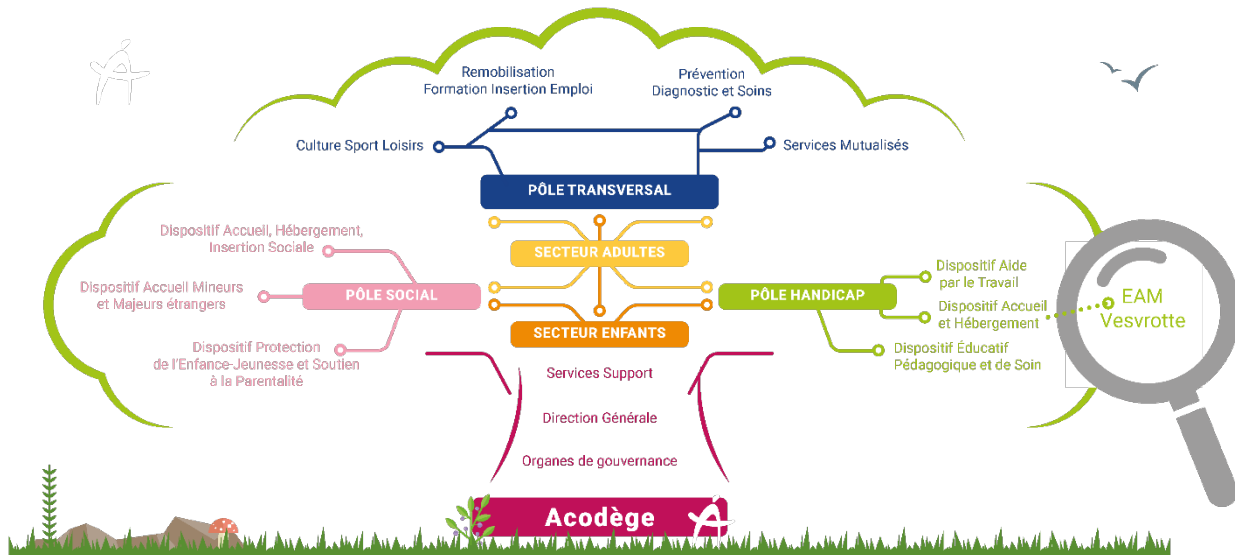 Remobilisation
Formation Insertion Emploi
Prévention
Diagnostic et Soins
Culture Sport Loisirs
Services Mutualisés
PÔLE TRANSVERSAL
SECTEUR ADULTES
Dispositif Accueil, Hébergement,
Insertion Sociale
Dispositif Accueil Mineurs
et Majeurs étrangers
PÔLE SOCIAL
Dispositif Protection
de l'Enfance-Jeunesse et Soutien
à la Parentalité
SECTEUR ENFANTS
PÔLE HANDICAP
Dispositif Aide
par le Travail
Dispositif Accueil
et Hébergement
Dispositif Éducatif
Pédagogique et de Soin
EAM
Vesvrotte
Services Support
Direction Générale
Organes de gouvernance
Acodège